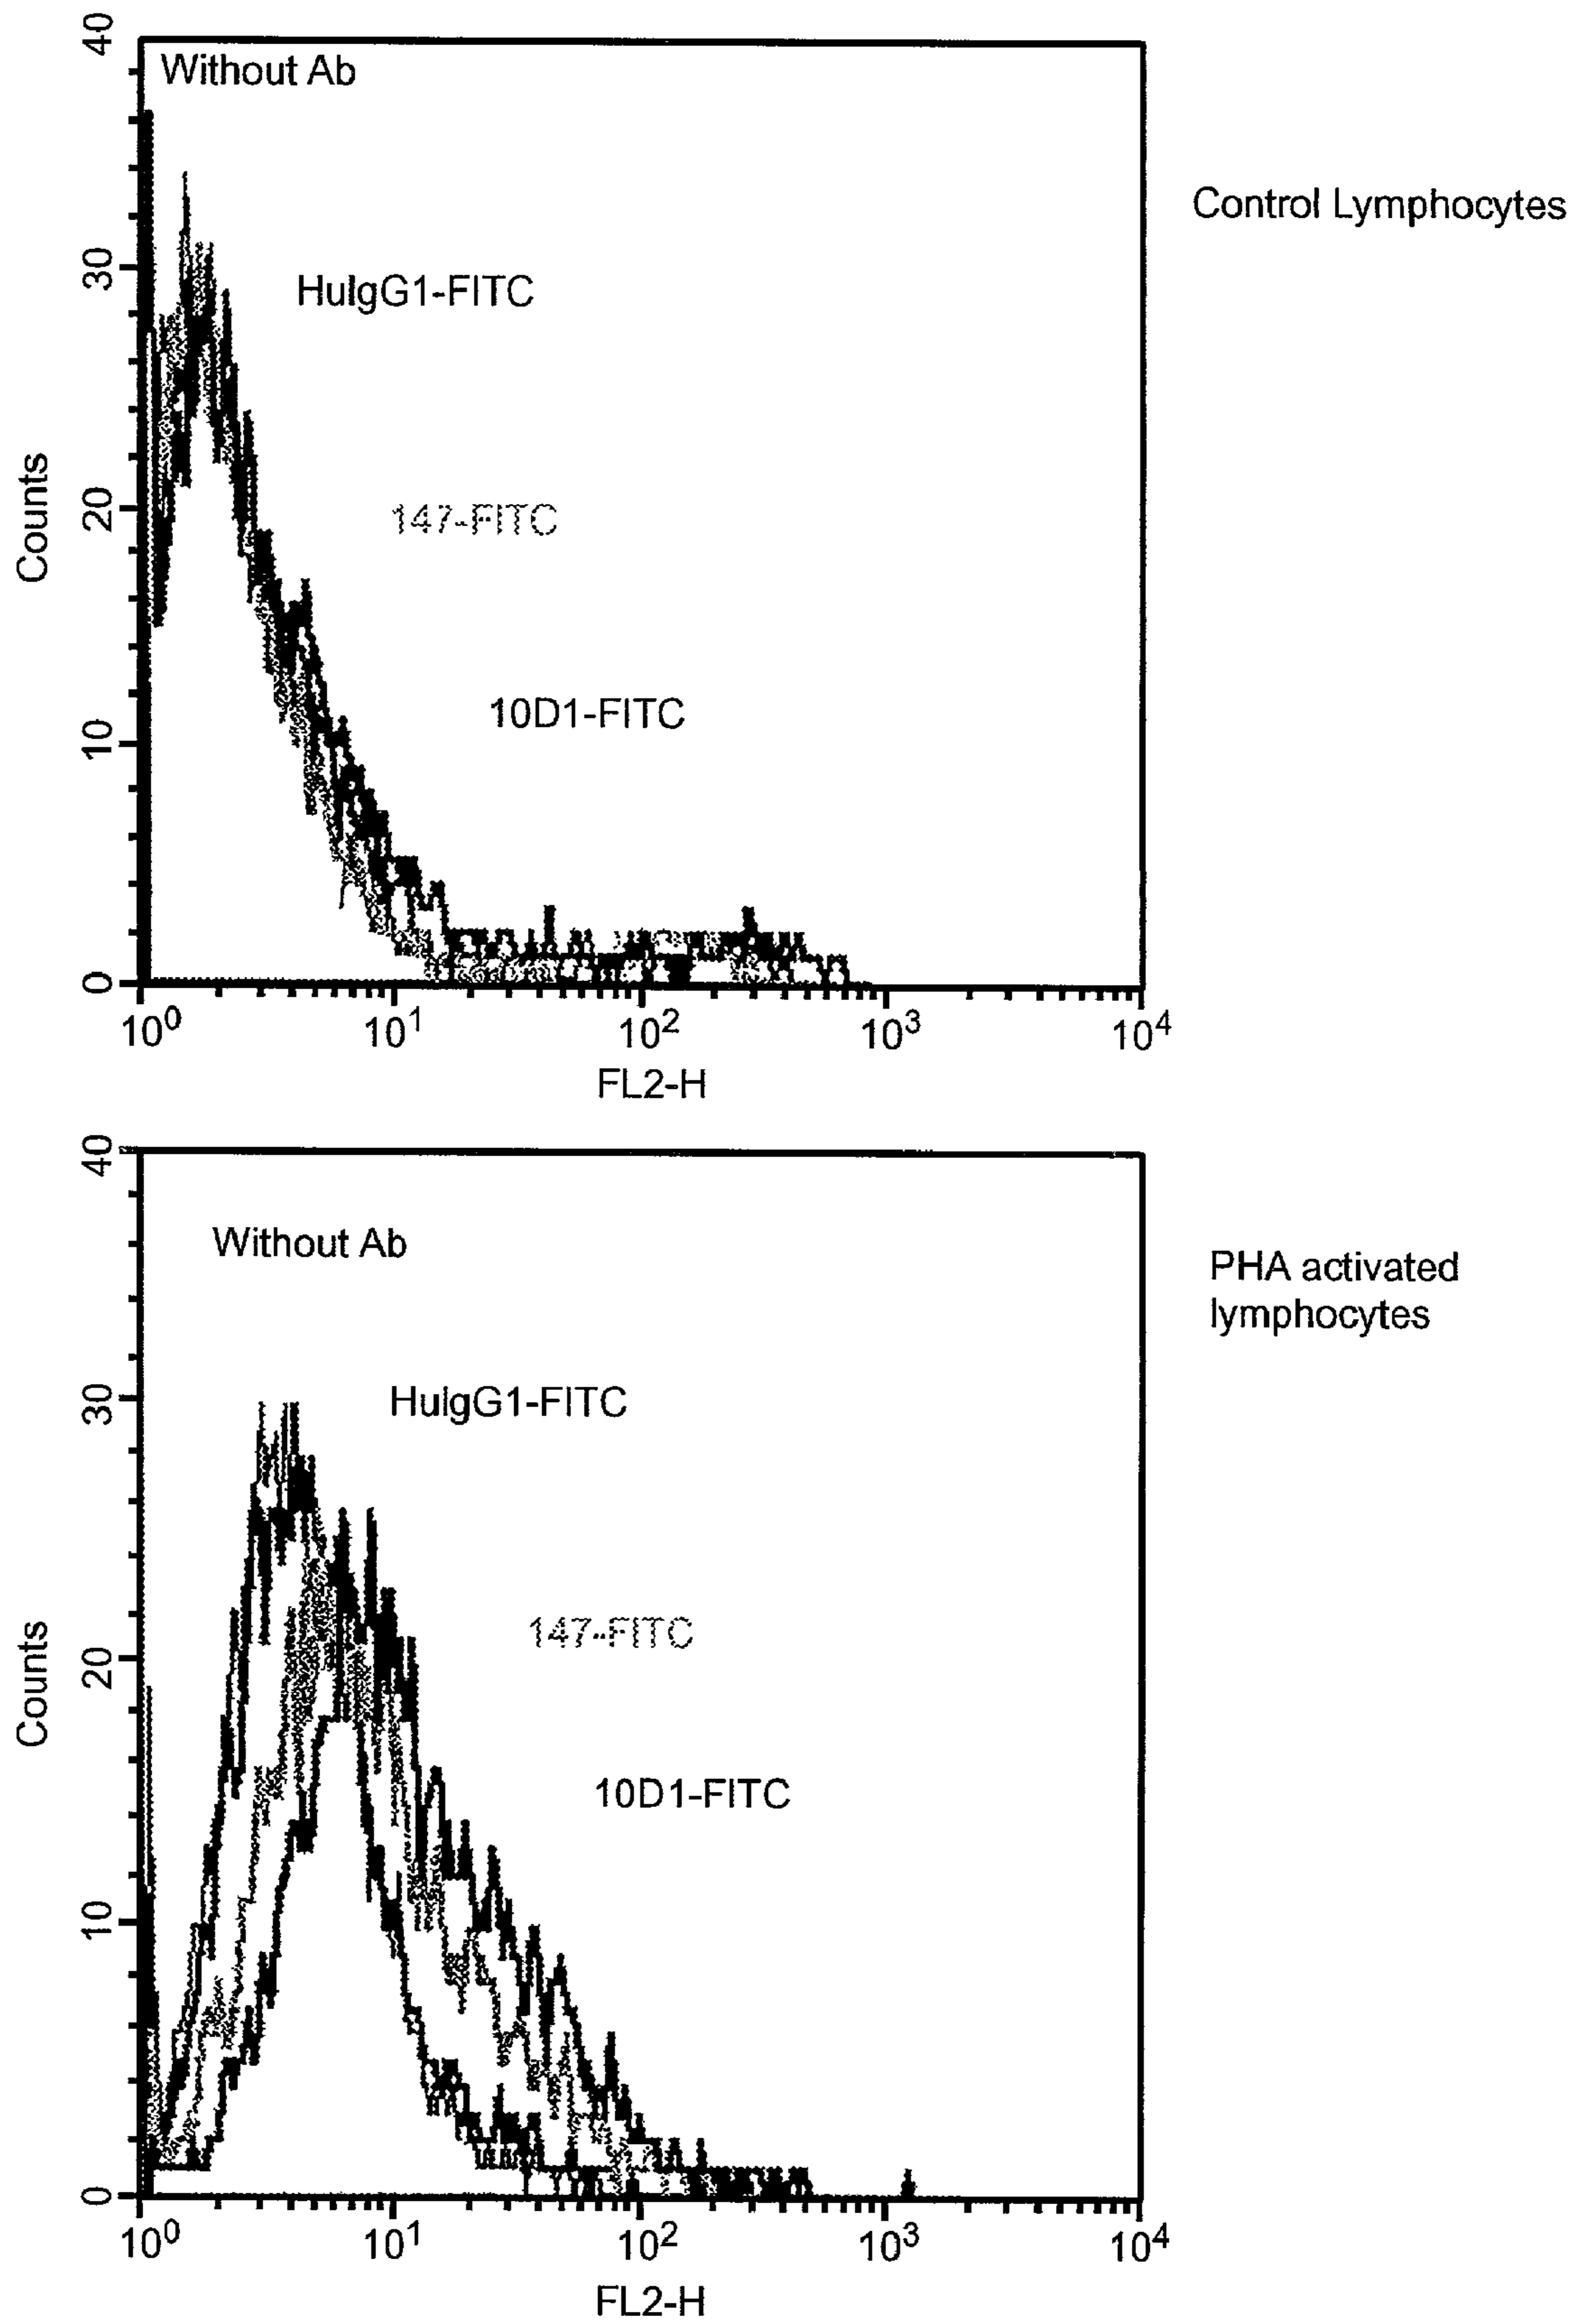 40
Without Ab
Control Lymphocytes
30
HuIgG1-FITC
147-FITC
20
Counts
10D1-FITC
10
0
10⁰ 10¹ 10² 10³ 10⁴
FL2-H
40
Without Ab
PHA activated
lymphocytes
30
HuIgG1-FITC
147-FITC
20
Counts
10D1-FITC
10
0
10⁰ 10¹ 10² 10³ 10⁴
FL2-H